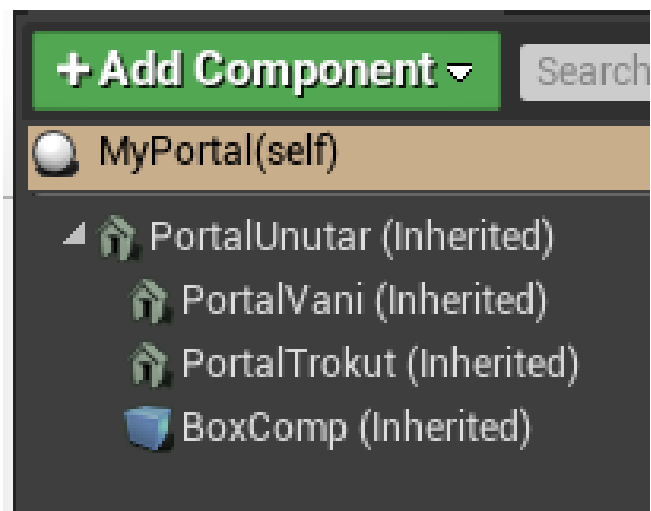 + Add Component
Search
MyPortal(self)
PortalUnutar (Inherited)
PortalVani (Inherited)
PortalTrokut (Inherited)
BoxComp (Inherited)